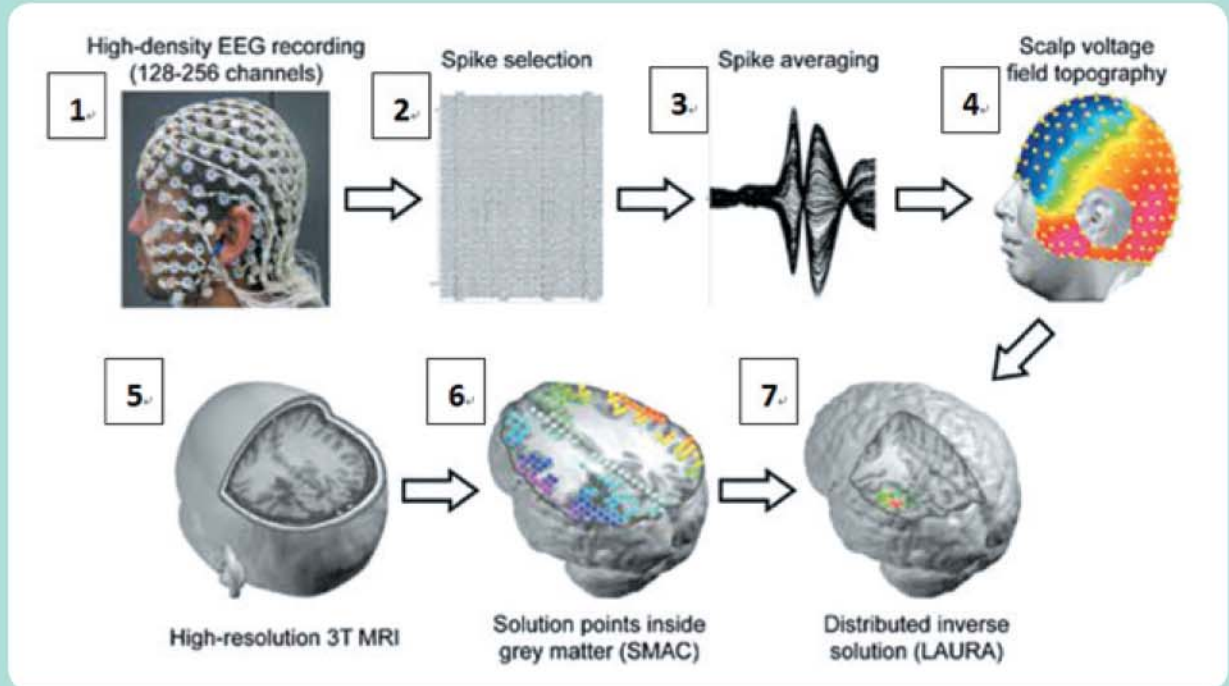 High-density EEG recording
(128-256 channels)
1
Spike selection
2
Spike averaging
3
Scalp voltage
field topography
4
5
High-resolution 3T MRI
6
Solution points inside
grey matter (SMAC)
7
Distributed inverse
solution (LAURA)